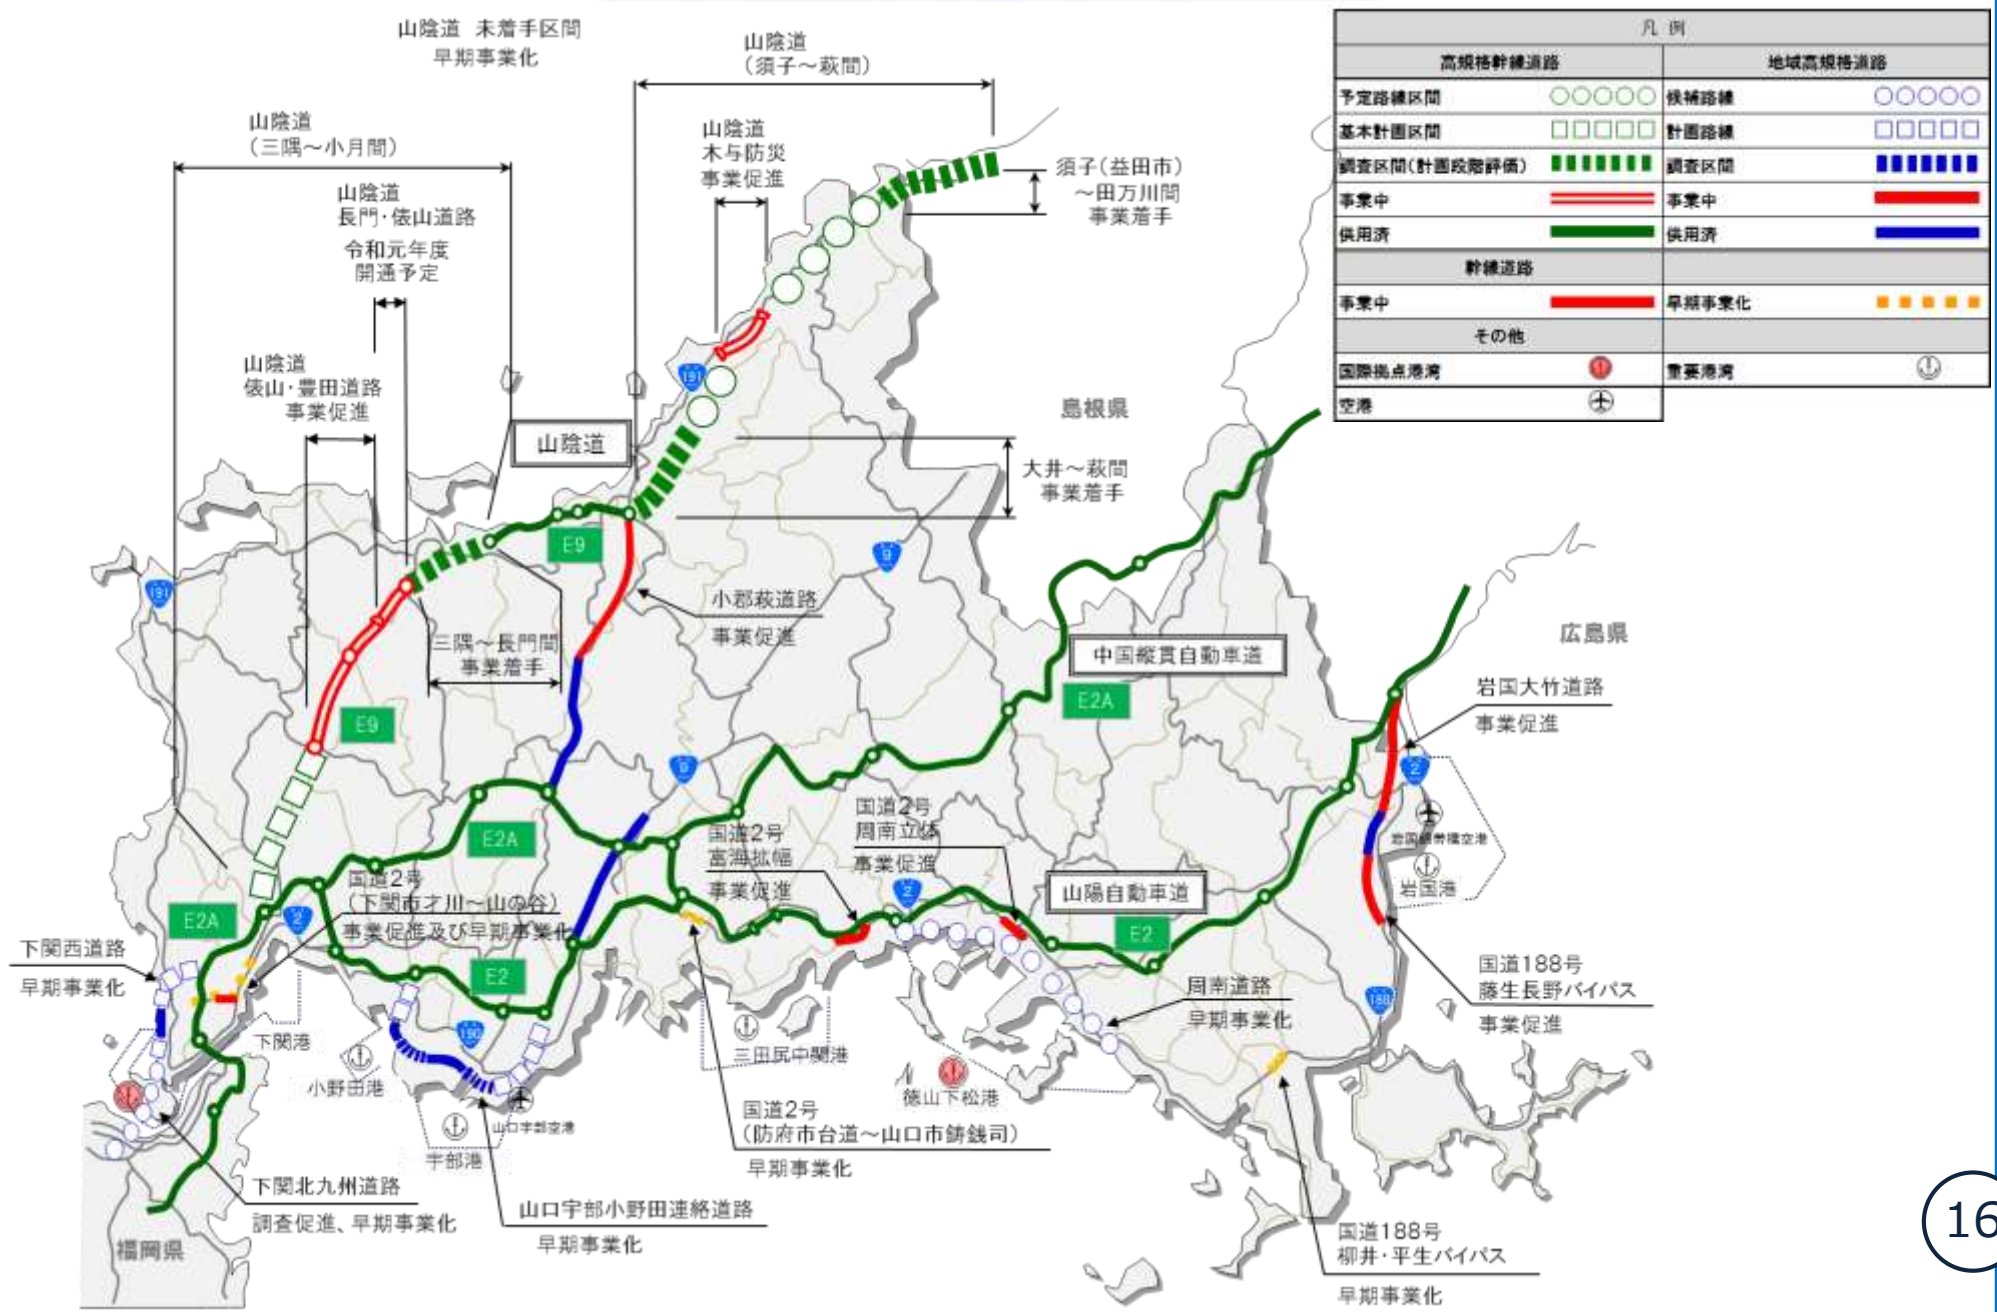 山陰道 未着手区間
早期事業化
山陰道
（須子～萩間）
山陰道
（三隅～小月間）
山陰道
木与防災
事業促進
須子(益田市)
～田万川間
事業着手
山陰道
長門・俵山道路
令和元年度
開通予定
山陰道
俵山・豊田道路
事業促進
凡 例
高規格幹線道路
地域高規格道路
予定路線区間
候補路線
基本計画区間
計画路線
調査区間(計画段階評価)
調査区間
事業中
事業中
供用済
供用済
幹線道路
事業中
早期事業化
その他
国際拠点港湾
重要港湾
空港
191
山陰道
島根県
大井～萩間
事業着手
E9
9
191
小郡萩道路
事業促進
三隅～長門間
事業着手
中国縦貫自動車道
E2A
広島県
岩国大竹道路
事業促進
E9
9
2
国道2号
周南立体
事業促進
国道2号
富海拡幅
事業促進
岩国錦帯橋空港
岩国港
E2A
国道2号
（下関市才川～山の谷）
事業促進及び早期事業化
2
山陽自動車道
E2A
2
E2
下関西道路
早期事業化
E2
国道188号
藤生長野バイパス
事業促進
周南道路
早期事業化
188
190
下関港
小野田港
三田尻中関港
徳山下松港
国道2号
（防府市台道～山口市鋳銭司）
早期事業化
山口宇部空港
宇部港
下関北九州道路
調査促進、早期事業化
山口宇部小野田連絡道路
早期事業化
福岡県
国道188号
柳井・平生バイパス
早期事業化
16